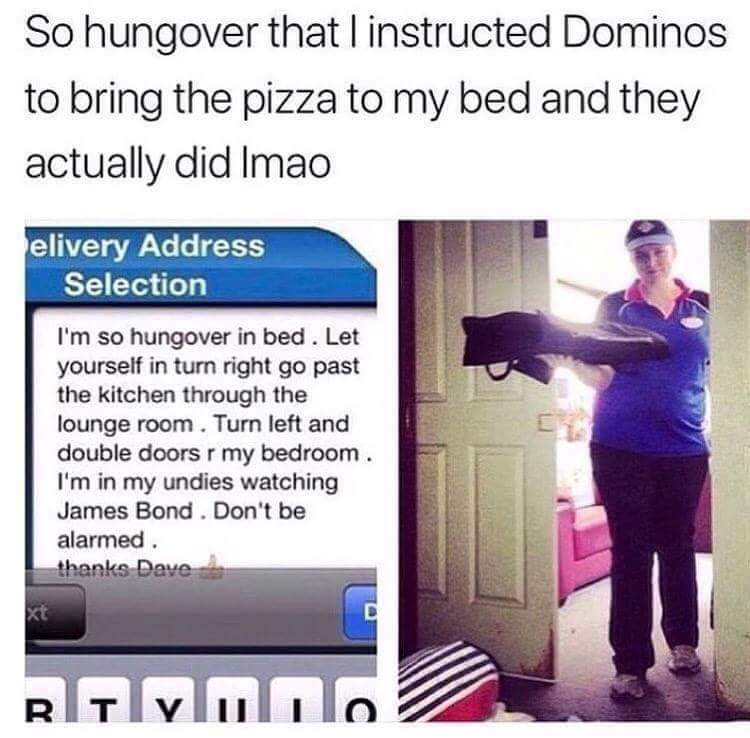 So hungover that I instructed Dominos
to bring the pizza to my bed and they
actually did lmao
elivery Address
Selection
I'm so hungover in bed . Let
yourself in turn right go past
the kitchen through the
lounge room . Turn left and
double doors r my bedroom .
I'm in my undies watching
James Bond . Don't be
alarmed .
thanks Dave 👍
xt D
R T Y U I O